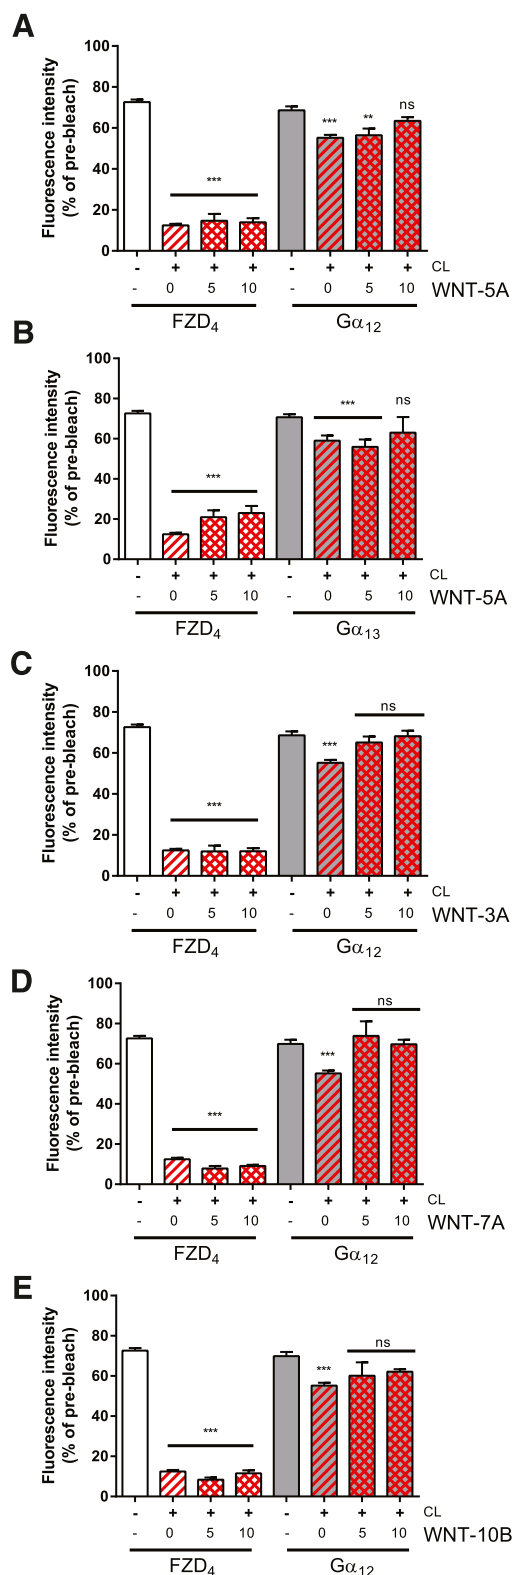 A
Fluorescence intensity
(% of pre-bleach)
100
80
60
40
20
0
***
***
**
ns
- + + + - + + + CL
- 0 5 10 - 0 5 10 WNT-5A
FZD4 Gα12
B
Fluorescence intensity
(% of pre-bleach)
100
80
60
40
20
0
***
***
ns
- + + + - + + + CL
- 0 5 10 - 0 5 10 WNT-5A
FZD4 Gα13
C
Fluorescence intensity
(% of pre-bleach)
100
80
60
40
20
0
***
***
ns
- + + + - + + + CL
- 0 5 10 - 0 5 10 WNT-3A
FZD4 Gα12
D
Fluorescence intensity
(% of pre-bleach)
100
80
60
40
20
0
***
***
ns
- + + + - + + + CL
- 0 5 10 - 0 5 10 WNT-7A
FZD4 Gα12
E
Fluorescence intensity
(% of pre-bleach)
100
80
60
40
20
0
***
***
ns
- + + + - + + + CL
- 0 5 10 - 0 5 10 WNT-10B
FZD4 Gα12